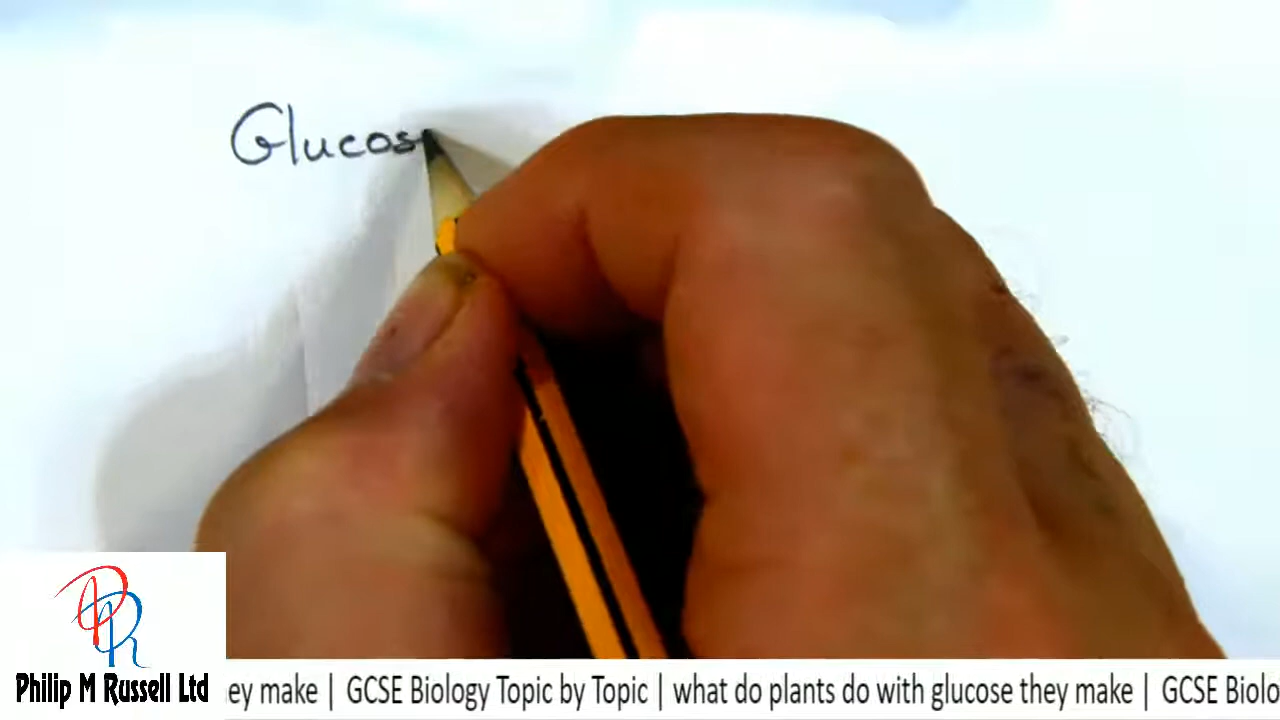 Glucos
Philip M Russell Ltd
ey make | GCSE Biology Topic by Topic | what do plants do with glucose they make | GCSE Biolo